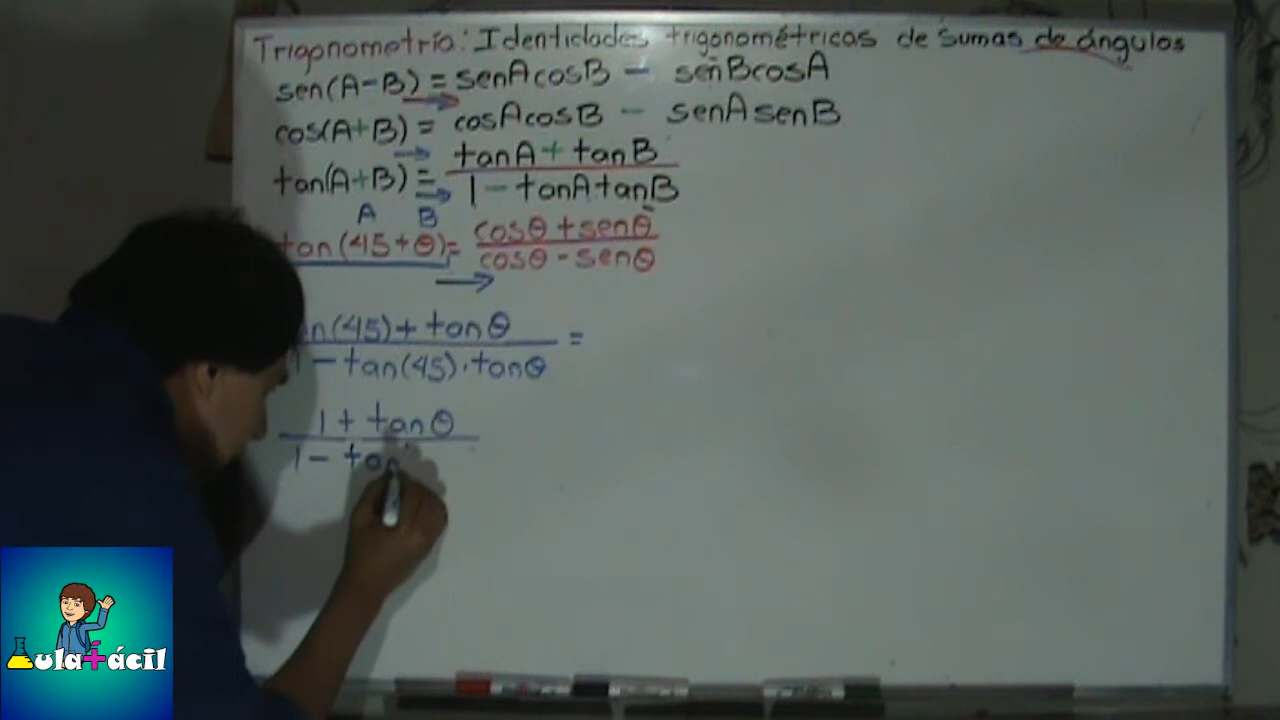 Trigonometría: Identidades trigonométricas de sumas de ángulos
sen(A-B) = senAcosB - senBcosA
cos(A+B) = cosAcosB - senAsenB
tan(A+B) = tanA + tanB
1 - tanAtanB
A B
tan(45+θ)= cosθ + senθ
cosθ - senθ
(45) + tanθ =
1 - tan(45)·tanθ
1 + tanθ
1 - tan
Aula+ácil